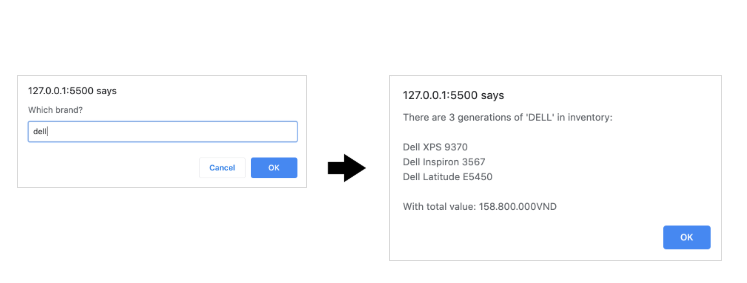 127.0.0.1:5500 says
Which brand?
dell
Cancel
OK
127.0.0.1:5500 says
There are 3 generations of 'DELL' in inventory:
Dell XPS 9370
Dell Inspiron 3567
Dell Latitude E5450
With total value: 158.800.000VND
OK